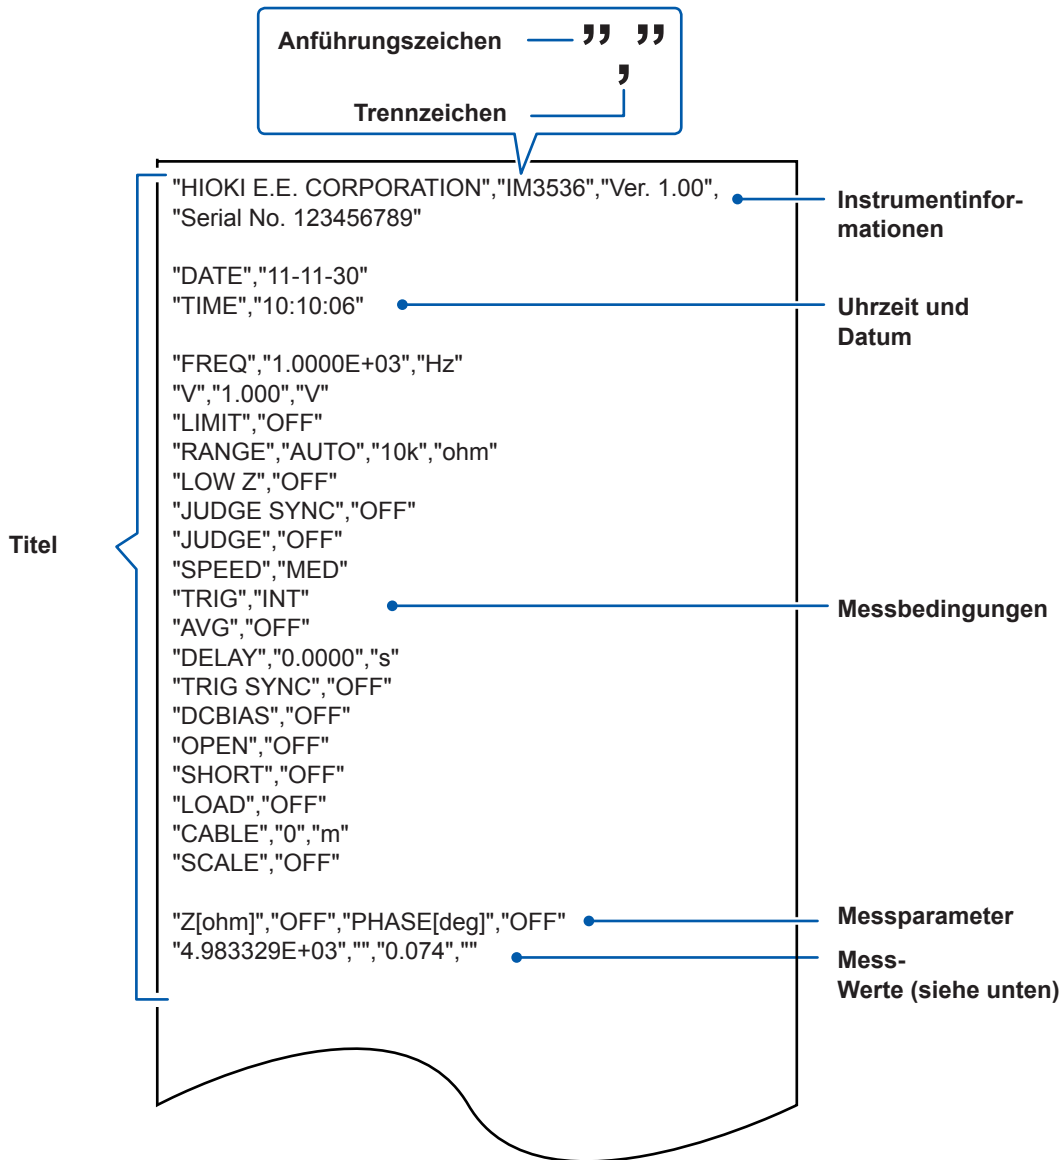 Anführungszeichen ” ”
,
Trennzeichen
"HIOKI E.E. CORPORATION","IM3536","Ver. 1.00",
"Serial No. 123456789"
Instrumentinfor-
mationen
"DATE","11-11-30"
"TIME","10:10:06"
Uhrzeit und
Datum
"FREQ","1.0000E+03","Hz"
"V","1.000","V"
"LIMIT","OFF"
"RANGE","AUTO","10k","ohm"
"LOW Z","OFF"
"JUDGE SYNC","OFF"
"JUDGE","OFF"
Titel
"SPEED","MED"
"TRIG","INT"
Messbedingungen
"AVG","OFF"
"DELAY","0.0000","s"
"TRIG SYNC","OFF"
"DCBIAS","OFF"
"OPEN","OFF"
"SHORT","OFF"
"LOAD","OFF"
"CABLE","0","m"
"SCALE","OFF"
"Z[ohm]","OFF","PHASE[deg]","OFF"
Messparameter
"4.983329E+03","","0.074",""
Mess-
Werte (siehe unten)